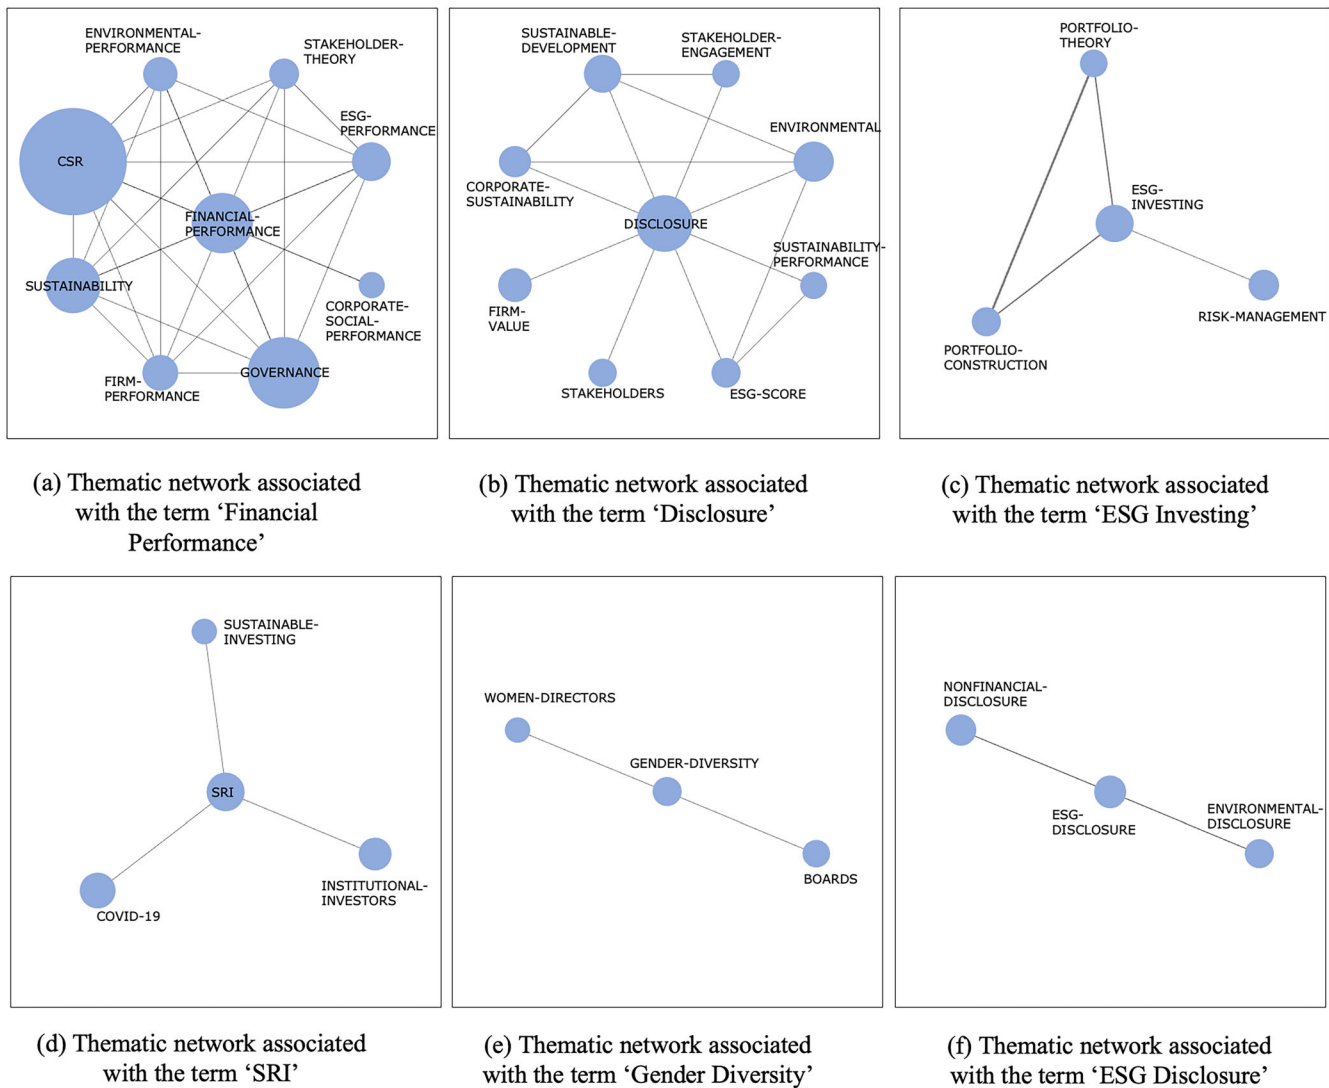 ENVIRONMENTAL-
PERFORMANCE
STAKEHOLDER-
THEORY
ESG-
PERFORMANCE
CSR
FINANCIAL-
PERFORMANCE
SUSTAINABILITY
CORPORATE-
SOCIAL-
PERFORMANCE
FIRM-
PERFORMANCE
GOVERNANCE
(a) Thematic network associated
with the term ‘Financial
Performance’
SUSTAINABLE-
DEVELOPMENT
STAKEHOLDER-
ENGAGEMENT
ENVIRONMENTAL
CORPORATE-
SUSTAINABILITY
DISCLOSURE
SUSTAINABILITY-
PERFORMANCE
FIRM-
VALUE
STAKEHOLDERS
ESG-SCORE
(b) Thematic network associated
with the term ‘Disclosure’
PORTFOLIO-
THEORY
ESG-
INVESTING
RISK-MANAGEMENT
PORTFOLIO-
CONSTRUCTION
(c) Thematic network associated
with the term ‘ESG Investing’
SUSTAINABLE-
INVESTING
SRI
INSTITUTIONAL-
INVESTORS
COVID-19
(d) Thematic network associated
with the term ‘SRI’
WOMEN-DIRECTORS
GENDER-DIVERSITY
BOARDS
(e) Thematic network associated
with the term ‘Gender Diversity’
NONFINANCIAL-
DISCLOSURE
ESG-
DISCLOSURE
ENVIRONMENTAL-
DISCLOSURE
(f) Thematic network associated
with the term ‘ESG Disclosure’